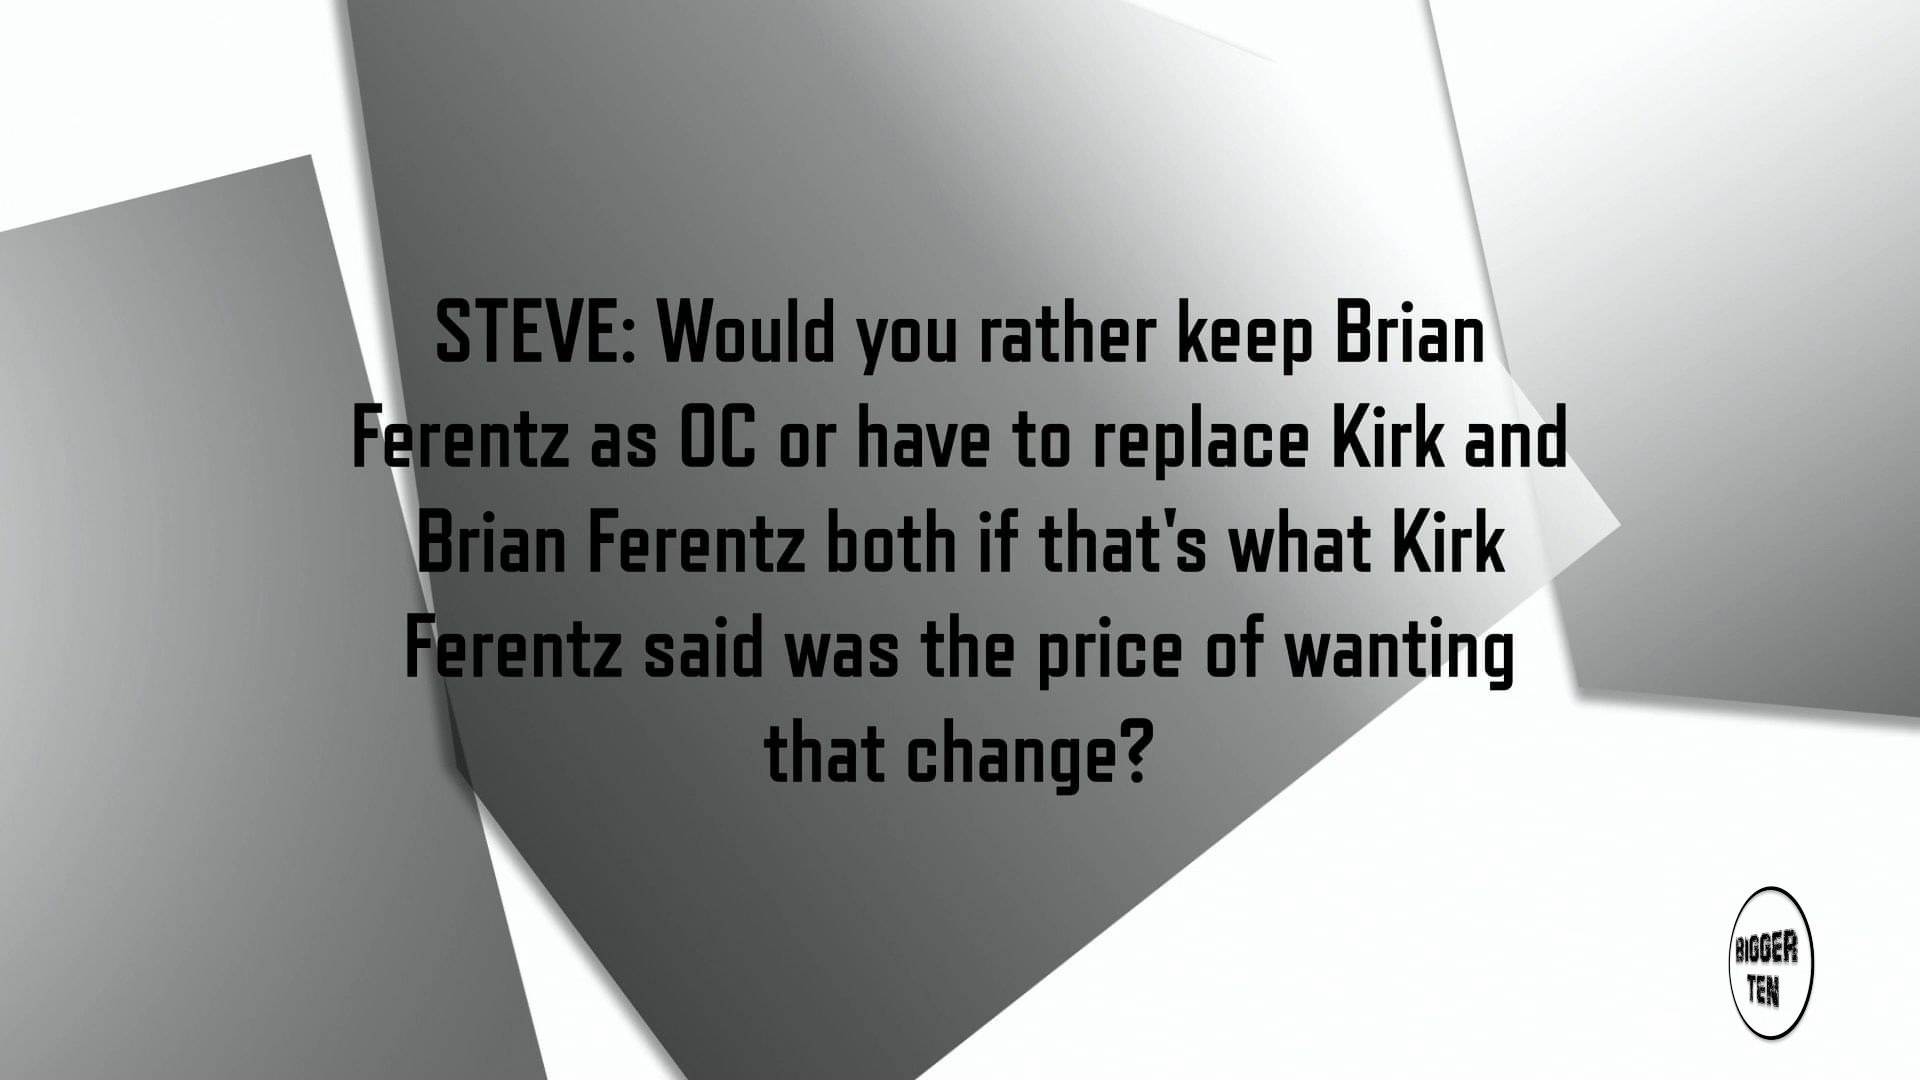 STEVE: Would you rather keep Brian
Ferentz as OC or have to replace Kirk and
Brian Ferentz both if that's what Kirk
Ferentz said was the price of wanting
that change?
BIGGER
TEN